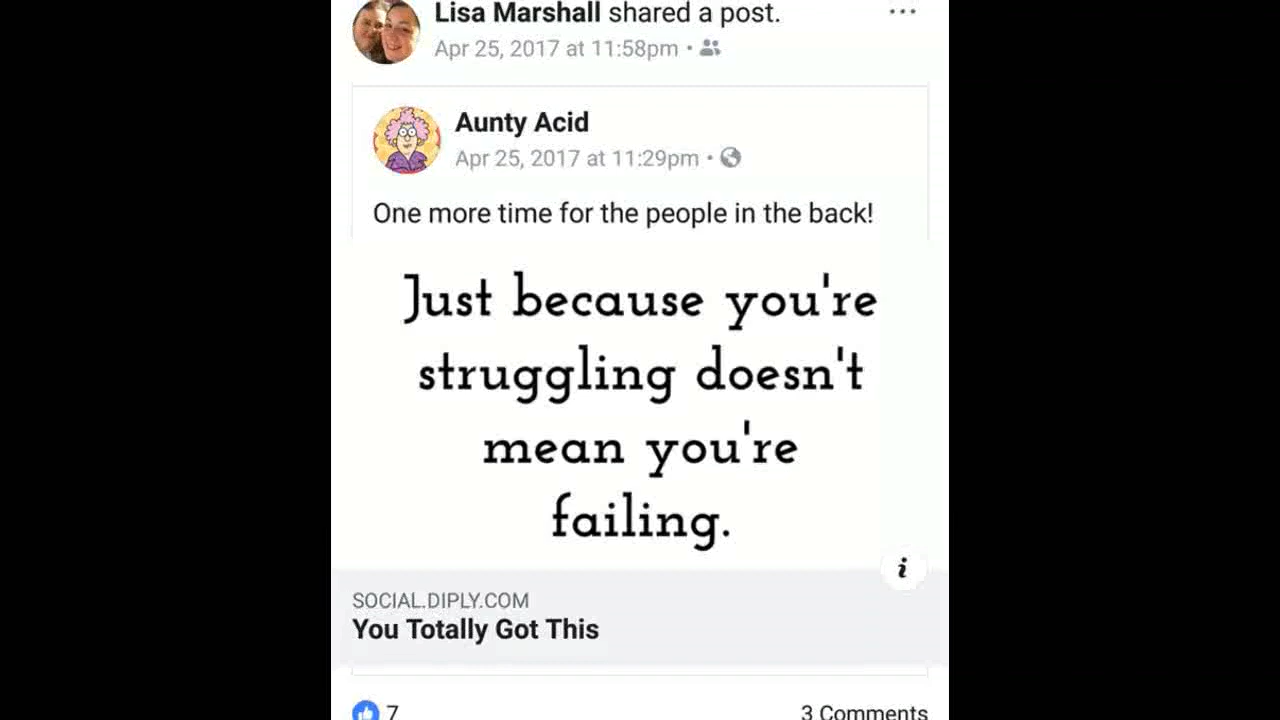 Lisa Marshall shared a post.
Apr 25, 2017 at 11:58pm •
Aunty Acid
Apr 25, 2017 at 11:29pm •
One more time for the people in the back!
Just because you're
struggling doesn't
mean you're
failing.
i
SOCIAL.DIPLY.COM
You Totally Got This
7
3 Comments